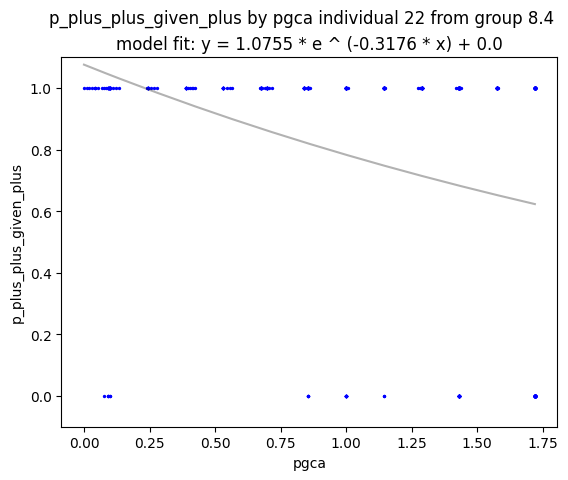 p_plus_plus_given_plus by pgca individual 22 from group 8.4
model fit: y = 1.0755 * e ^ (-0.3176 * x) + 0.0
1.0
0.8
0.6
0.4
0.2
0.0
p_plus_plus_given_plus
0.00 0.25 0.50 0.75 1.00 1.25 1.50 1.75
pgca